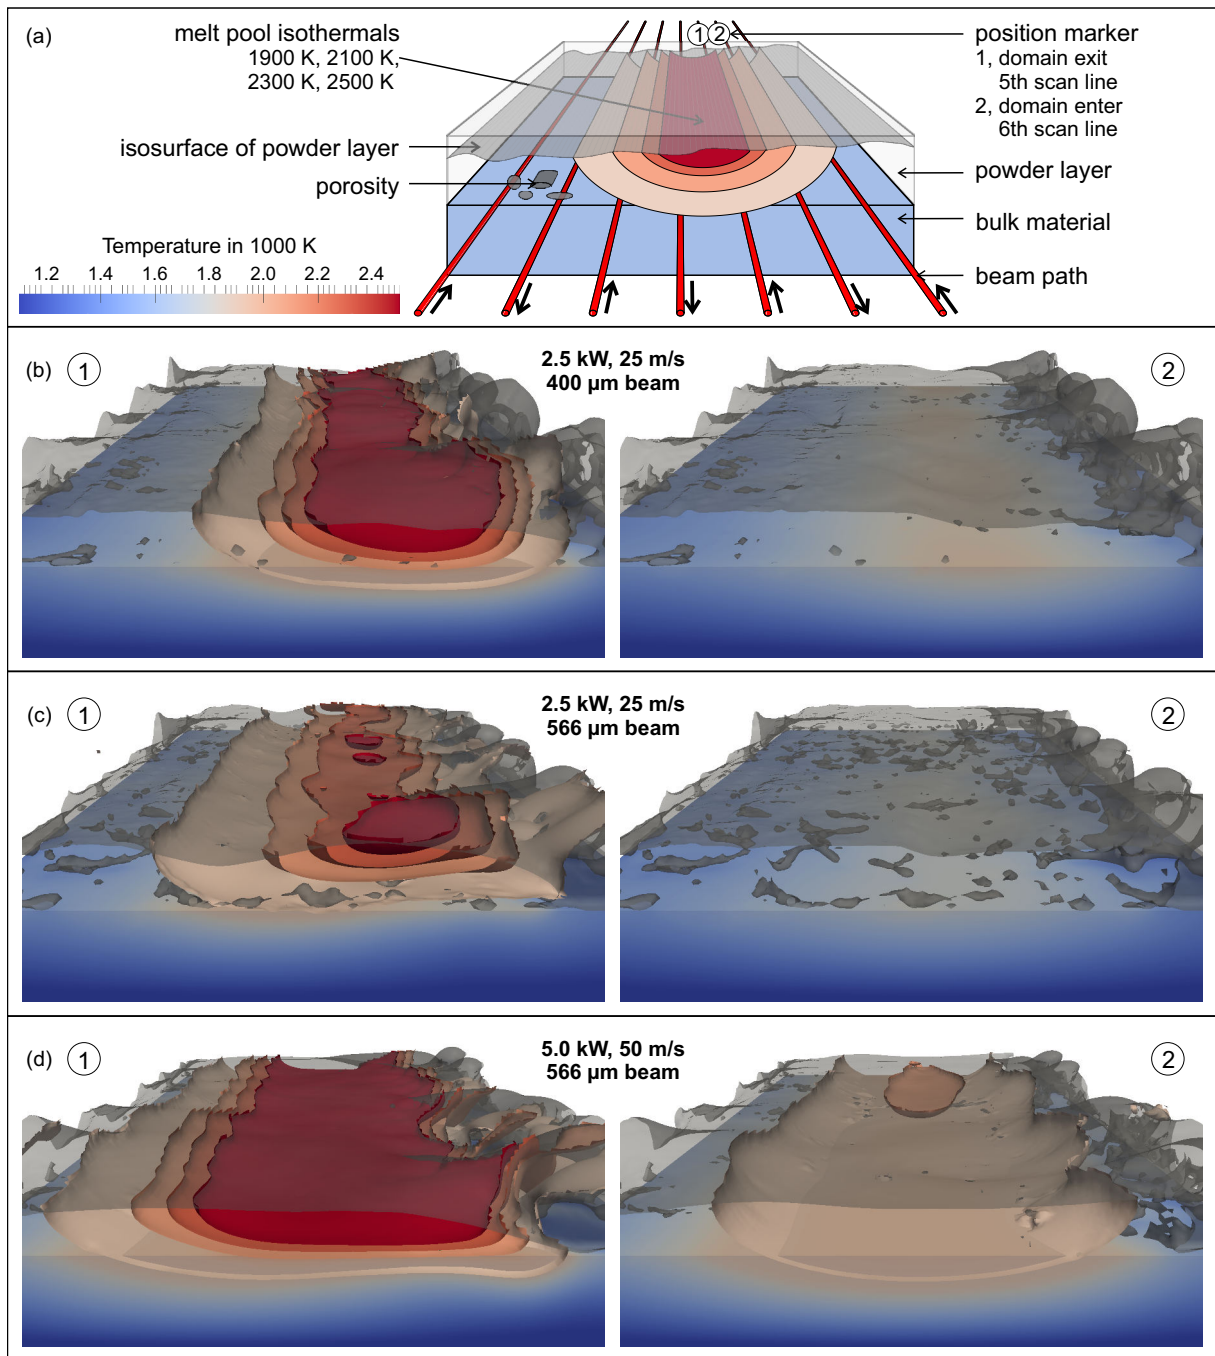 (a)
melt pool isothermals
1900 K, 2100 K,
2300 K, 2500 K
isosurface of powder layer
porosity
Temperature in 1000 K
1.2 1.4 1.6 1.8 2.0 2.2 2.4
1 2
position marker
1, domain exit
5th scan line
2, domain enter
6th scan line
powder layer
bulk material
beam path
(b) 1
2.5 kW, 25 m/s
400 µm beam
2
(c) 1
2.5 kW, 25 m/s
566 µm beam
2
(d) 1
5.0 kW, 50 m/s
566 µm beam
2